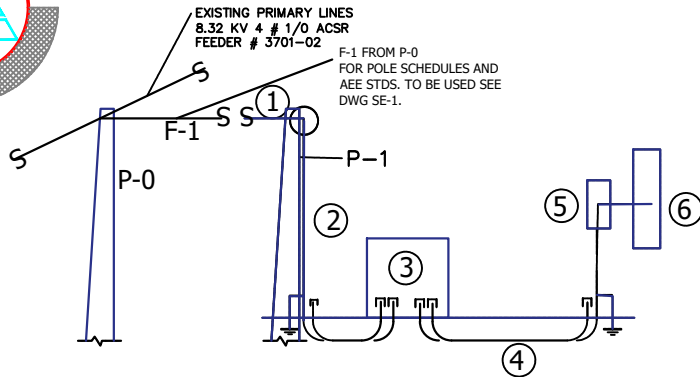 EXISTING PRIMARY LINES
8.32 KV 4 # 1/0 ACSR
FEEDER # 3701-02
F-1 FROM P-0
FOR POLE SCHEDULES AND
AEE STDS. TO BE USED SEE
DWG SE-1.
S
1
S S
F-1
S
P-1
P-0
5
6
2
3
4